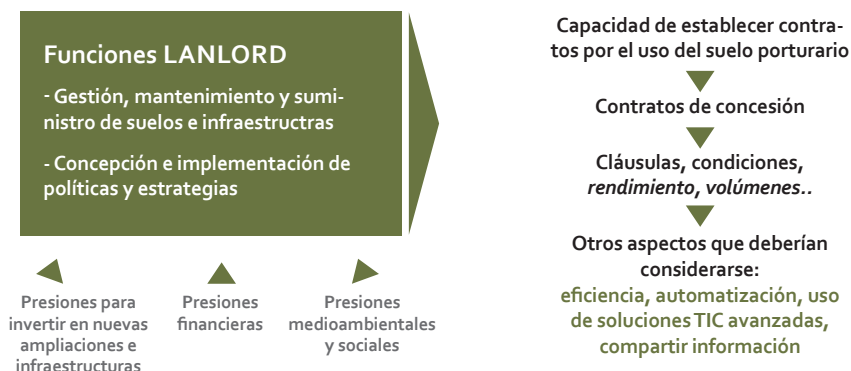 Funciones LANLORD
- Gestión, mantenimiento y sumi-
nistro de suelos e infraestructras
- Concepción e implementación de
políticas y estrategias
Presiones para
invertir en nuevas
ampliaciones e
infraestructuras
Presiones
financieras
Presiones
medioambientales
y sociales
Capacidad de establecer contra-
tos por el uso del suelo porturario
Contratos de concesión
Cláusulas, condiciones,
rendimiento, volúmenes..
Otros aspectos que deberían
considerarse:
eficiencia, automatización, uso
de soluciones TIC avanzadas,
compartir información